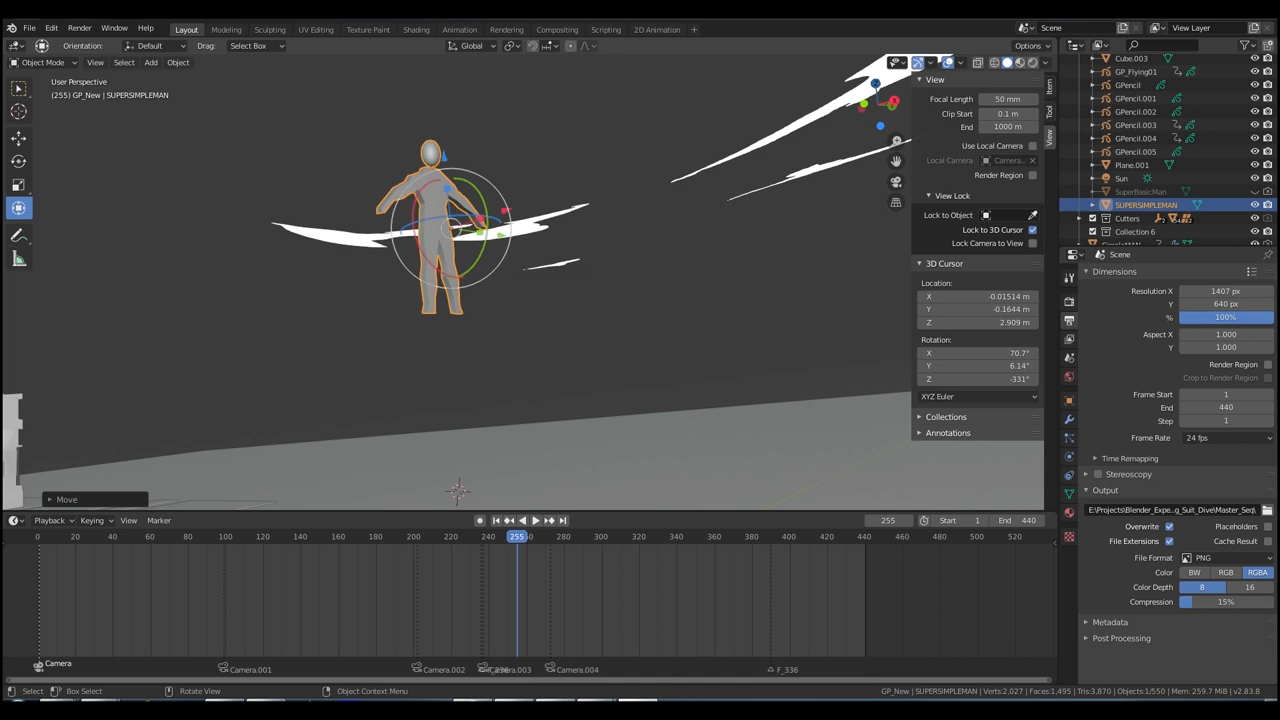 File Edit Render Window Help Layout Modeling Sculpting UV Editing Texture Paint Shading Animation Rendering Compositing Scripting 2D Animation + Scene View Layer
Orientation: Default Drag: Select Box Global Options
Object Mode View Select Add Object
User Perspective
(255) GP_New | SUPERSIMPLEMAN
Move
View
Focal Length 50 mm
Clip Start 0.1 m
End 1000 m
Use Local Camera
Local Camera Camera...
Render Region
View Lock
Lock to Object
Lock to 3D Cursor
Lock Camera to View
3D Cursor
Location:
X -0.01514 m
Y -0.1644 m
Z 2.909 m
Rotation:
X 70.7°
Y 6.14°
Z -331°
XYZ Euler
Collections
Annotations
Item
Tool
View
Cube.003
GP_Flying01
GPencil
GPencil.001
GPencil.002
GPencil.003
GPencil.004
GPencil.005
Plane.001
Sun
SuperBasicMan
SUPERSIMPLEMAN
Cutters
Collection 6
Scene
Dimensions
Resolution X 1407 px
Y 640 px
% 100%
Aspect X 1.000
Y 1.000
Render Region
Crop to Render Region
Frame Start 1
End 440
Step 1
Frame Rate 24 fps
Time Remapping
Stereoscopy
Output
E:\Projects\Blender_Expe...g_Suit_Dive\Master_Seq\
Overwrite Placeholders
File Extensions Cache Result
File Format PNG
Color BW RGB RGBA
Color Depth 8 16
Compression 15%
Metadata
Post Processing
Playback Keying View Marker 255 Start 1 End 440
0 20 40 60 80 100 120 140 160 180 200 220 240 255 280 300 320 340 360 380 400 420 440 460 480 500 520
Camera Camera.001 Camera.002 Camera.004 F_336
Select Box Select Rotate View Object Context Menu GP_New | SUPERSIMPLEMAN | Verts:2,027 | Faces:1,495 | Tris:3,870 | Objects:1/550 | Mem: 259.7 MiB | v2.83.8